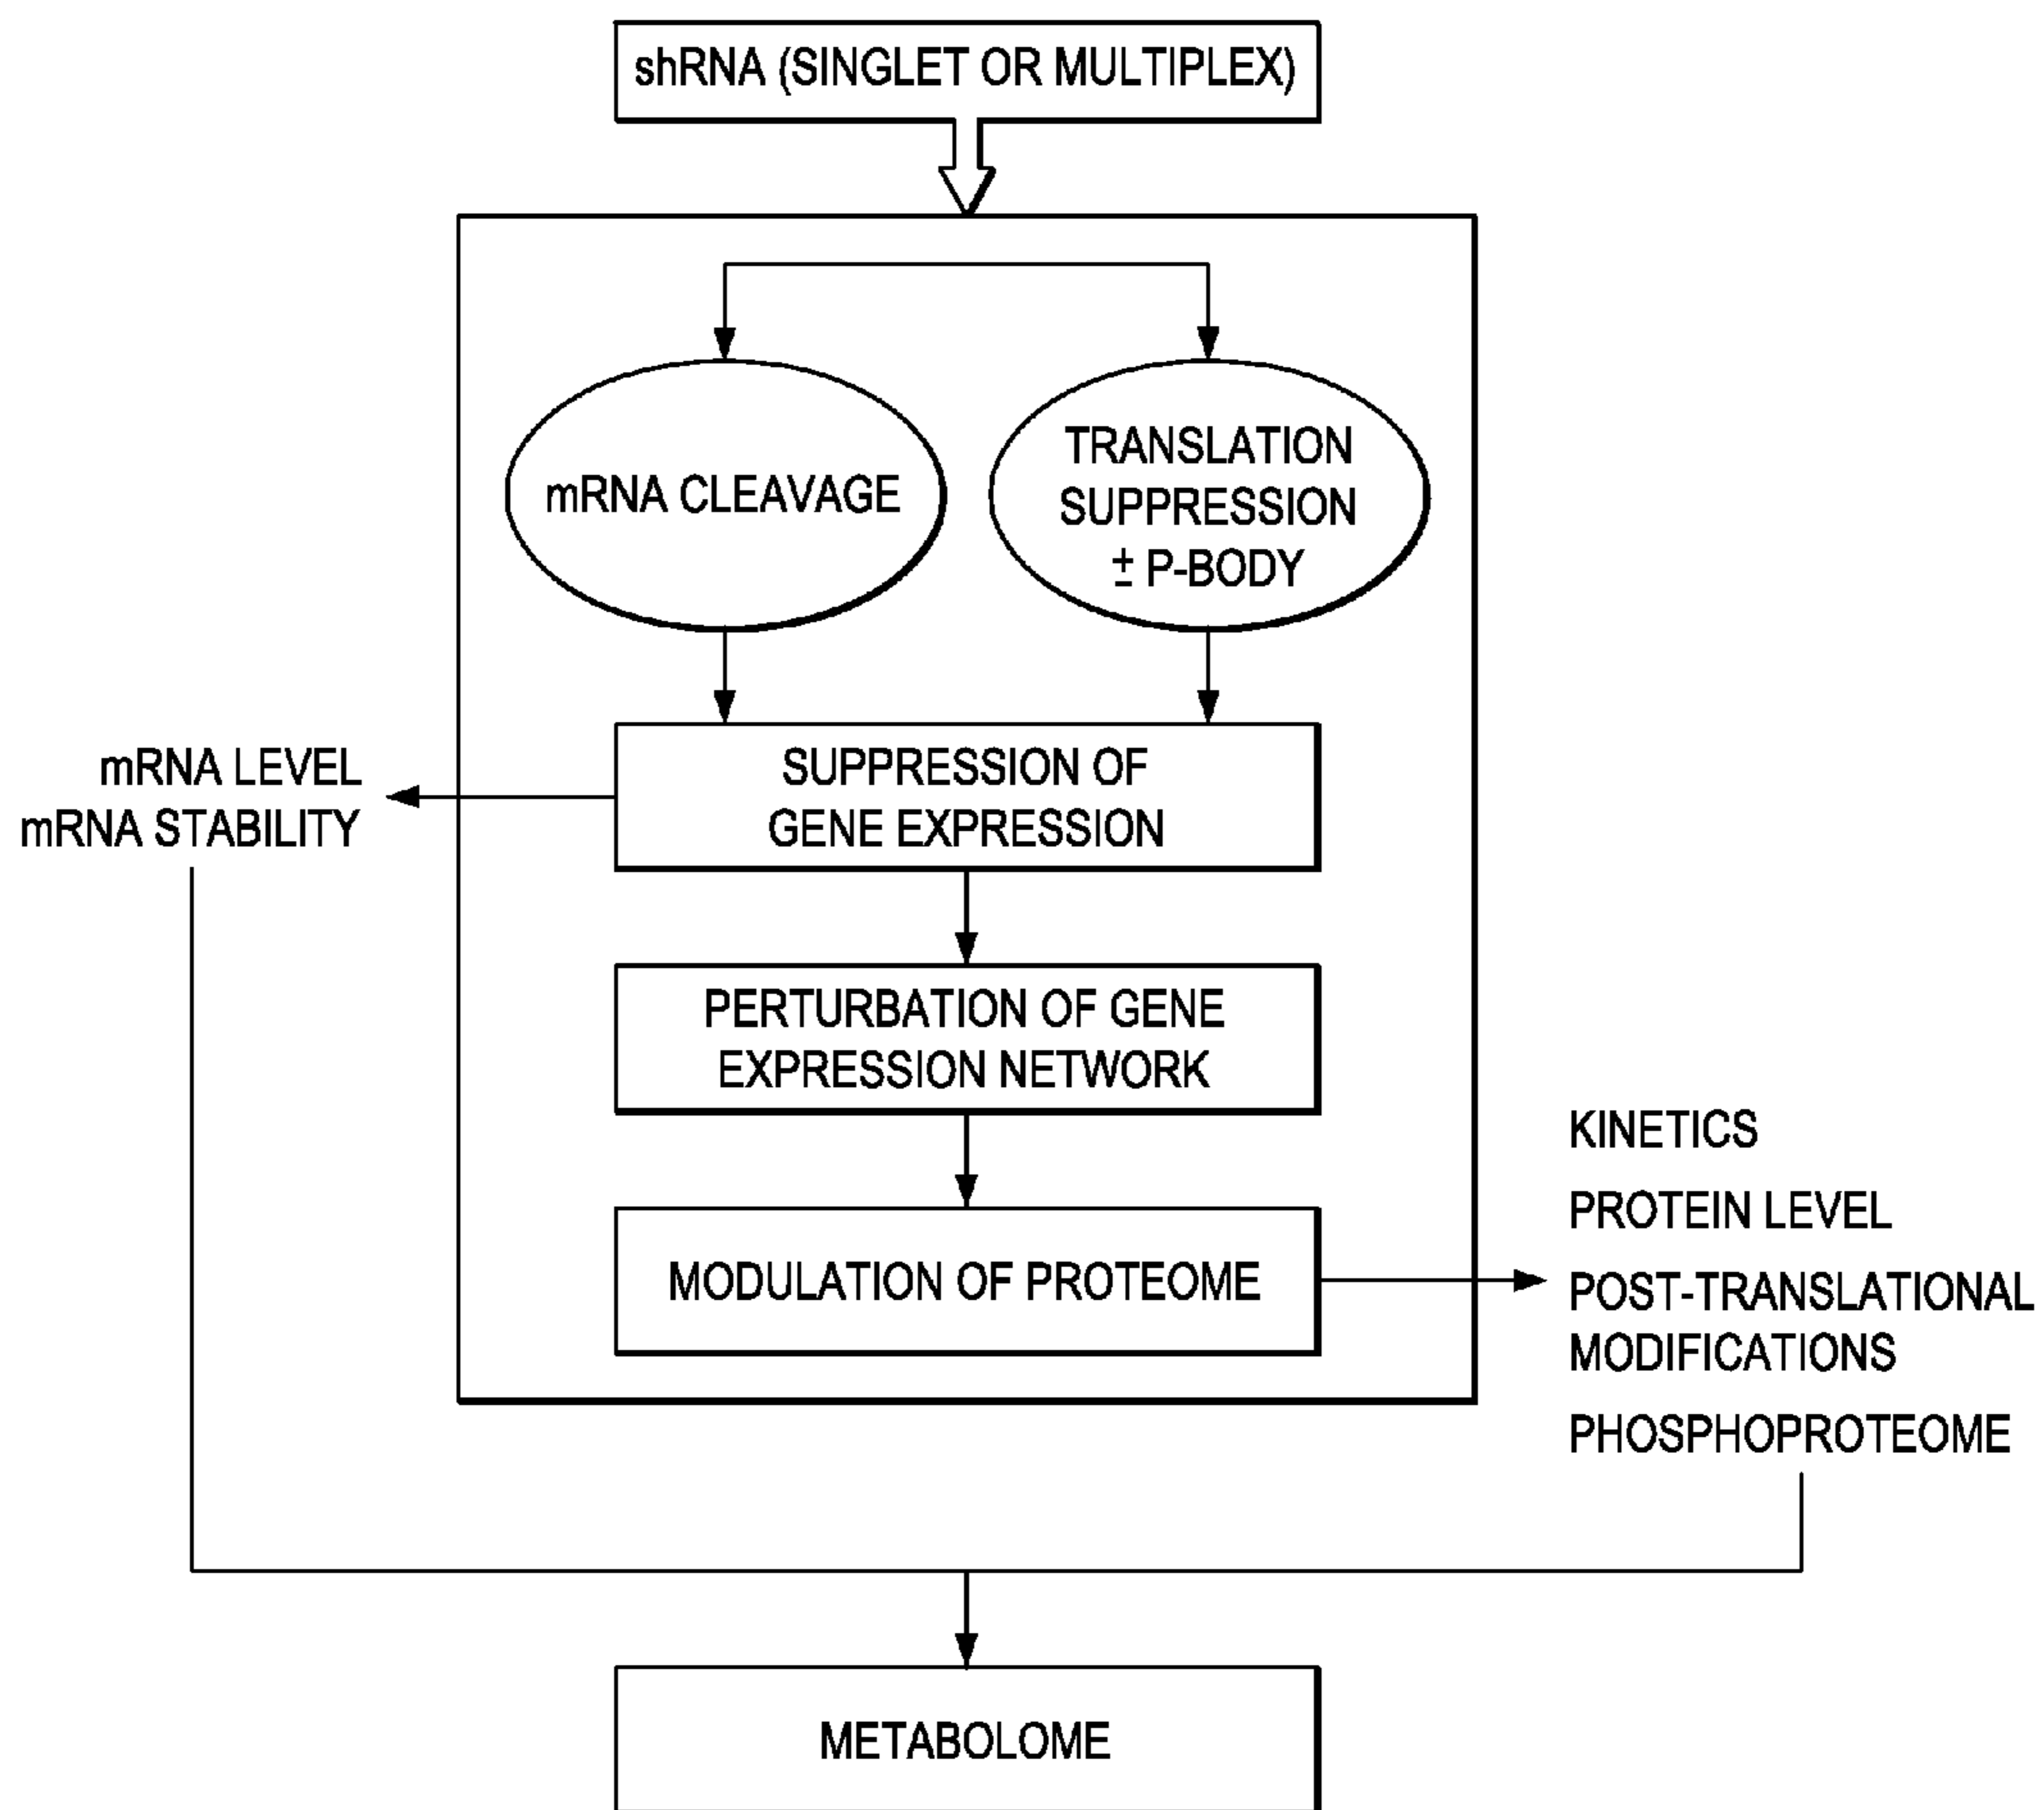 shRNA (SINGLET OR MULTIPLEX)
mRNA CLEAVAGE
TRANSLATION
SUPPRESSION
± P-BODY
SUPPRESSION OF
GENE EXPRESSION
mRNA LEVEL
mRNA STABILITY
PERTURBATION OF GENE
EXPRESSION NETWORK
MODULATION OF PROTEOME
KINETICS
PROTEIN LEVEL
POST-TRANSLATIONAL
MODIFICATIONS
PHOSPHOPROTEOME
METABOLOME